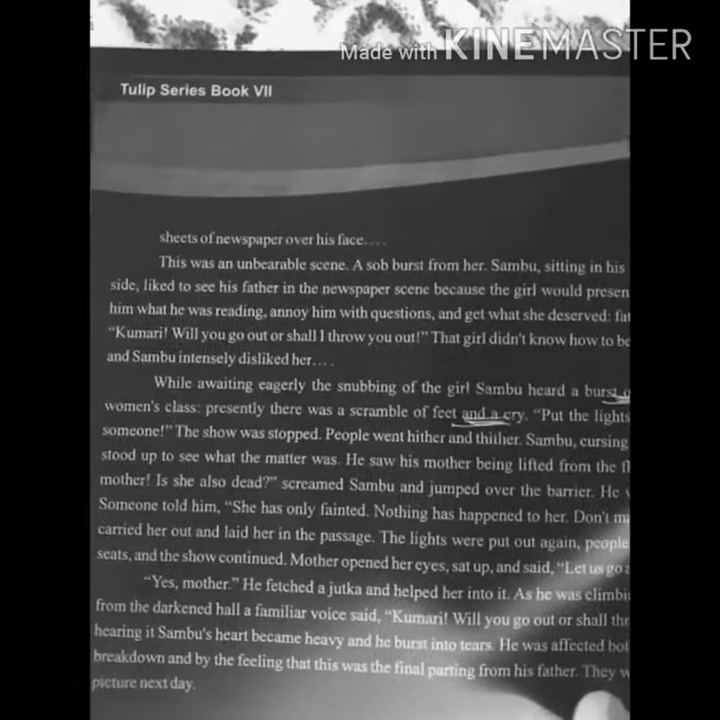 Made with KINEMASTER
Tulip Series Book VII
sheets of newspaper over his face....
This was an unbearable scene. A sob burst from her. Sambu, sitting in his
side, liked to see his father in the newspaper scene because the girl would presen
him what he was reading, annoy him with questions, and get what she deserved: fat
"Kumari! Will you go out or shall I throw you out!" That girl didn't know how to be
and Sambu intensely disliked her....
While awaiting eagerly the snubbing of the girl Sambu heard a burst
women's class: presently there was a scramble of feet and a cry. "Put the lights
someone!" The show was stopped. People went hither and thither. Sambu, cursing
stood up to see what the matter was. He saw his mother being lifted from the fl
mother! Is she also dead?" screamed Sambu and jumped over the barrier. He
Someone told him, "She has only fainted. Nothing has happened to her. Don't ma
carried her out and laid her in the passage. The lights were put out again, people
seats, and the show continued. Mother opened her eyes, sat up, and said, "Let us go a
"Yes, mother." He fetched a jutka and helped her into it. As he was climbi
from the darkened hall a familiar voice said, "Kumari! Will you go out or shall thr
hearing it Sambu's heart became heavy and he burst into tears. He was affected bot
breakdown and by the feeling that this was the final parting from his father. They w
picture next day.